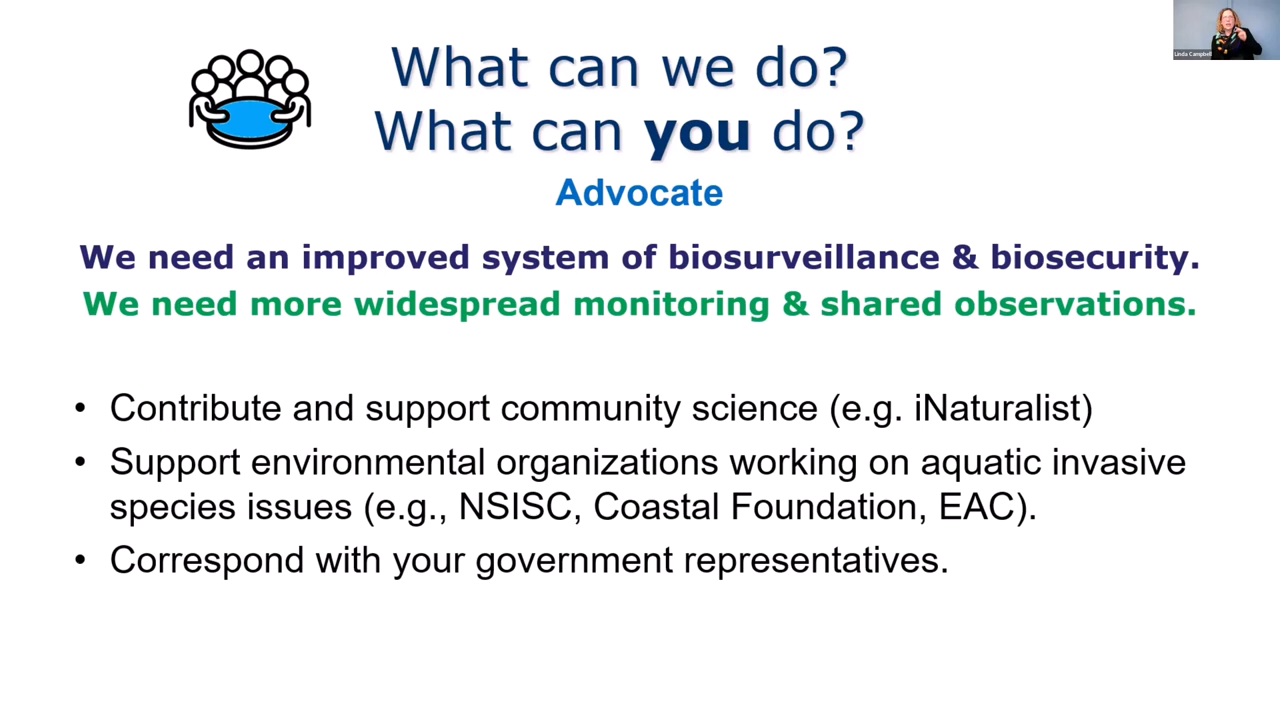 What can we do?
What can you do?
Linda Campbell
Advocate
We need an improved system of biosurveillance & biosecurity.
We need more widespread monitoring & shared observations.
• Contribute and support community science (e.g. iNaturalist)
• Support environmental organizations working on aquatic invasive
species issues (e.g., NSISC, Coastal Foundation, EAC).
• Correspond with your government representatives.